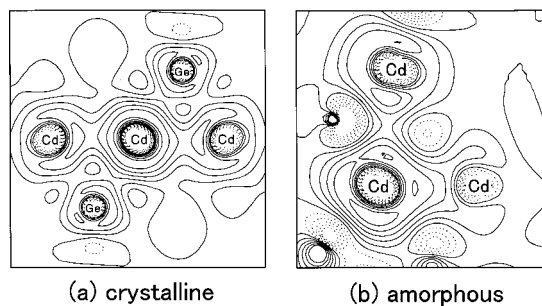 Ge
Cd
Cd Cd Cd
Cd Cd
Ge
(a) crystalline
(b) amorphous